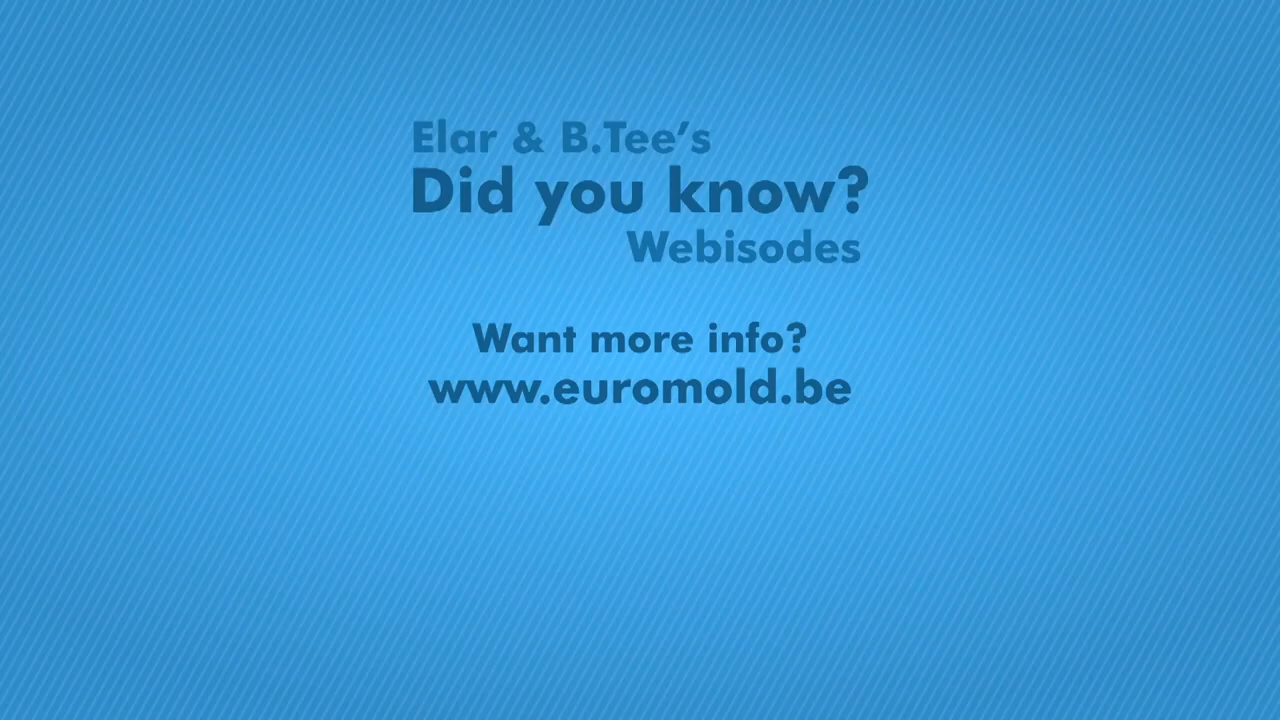 Elar & B.Tee’s
Did you know?
Webisodes
Want more info?
www.euromold.be